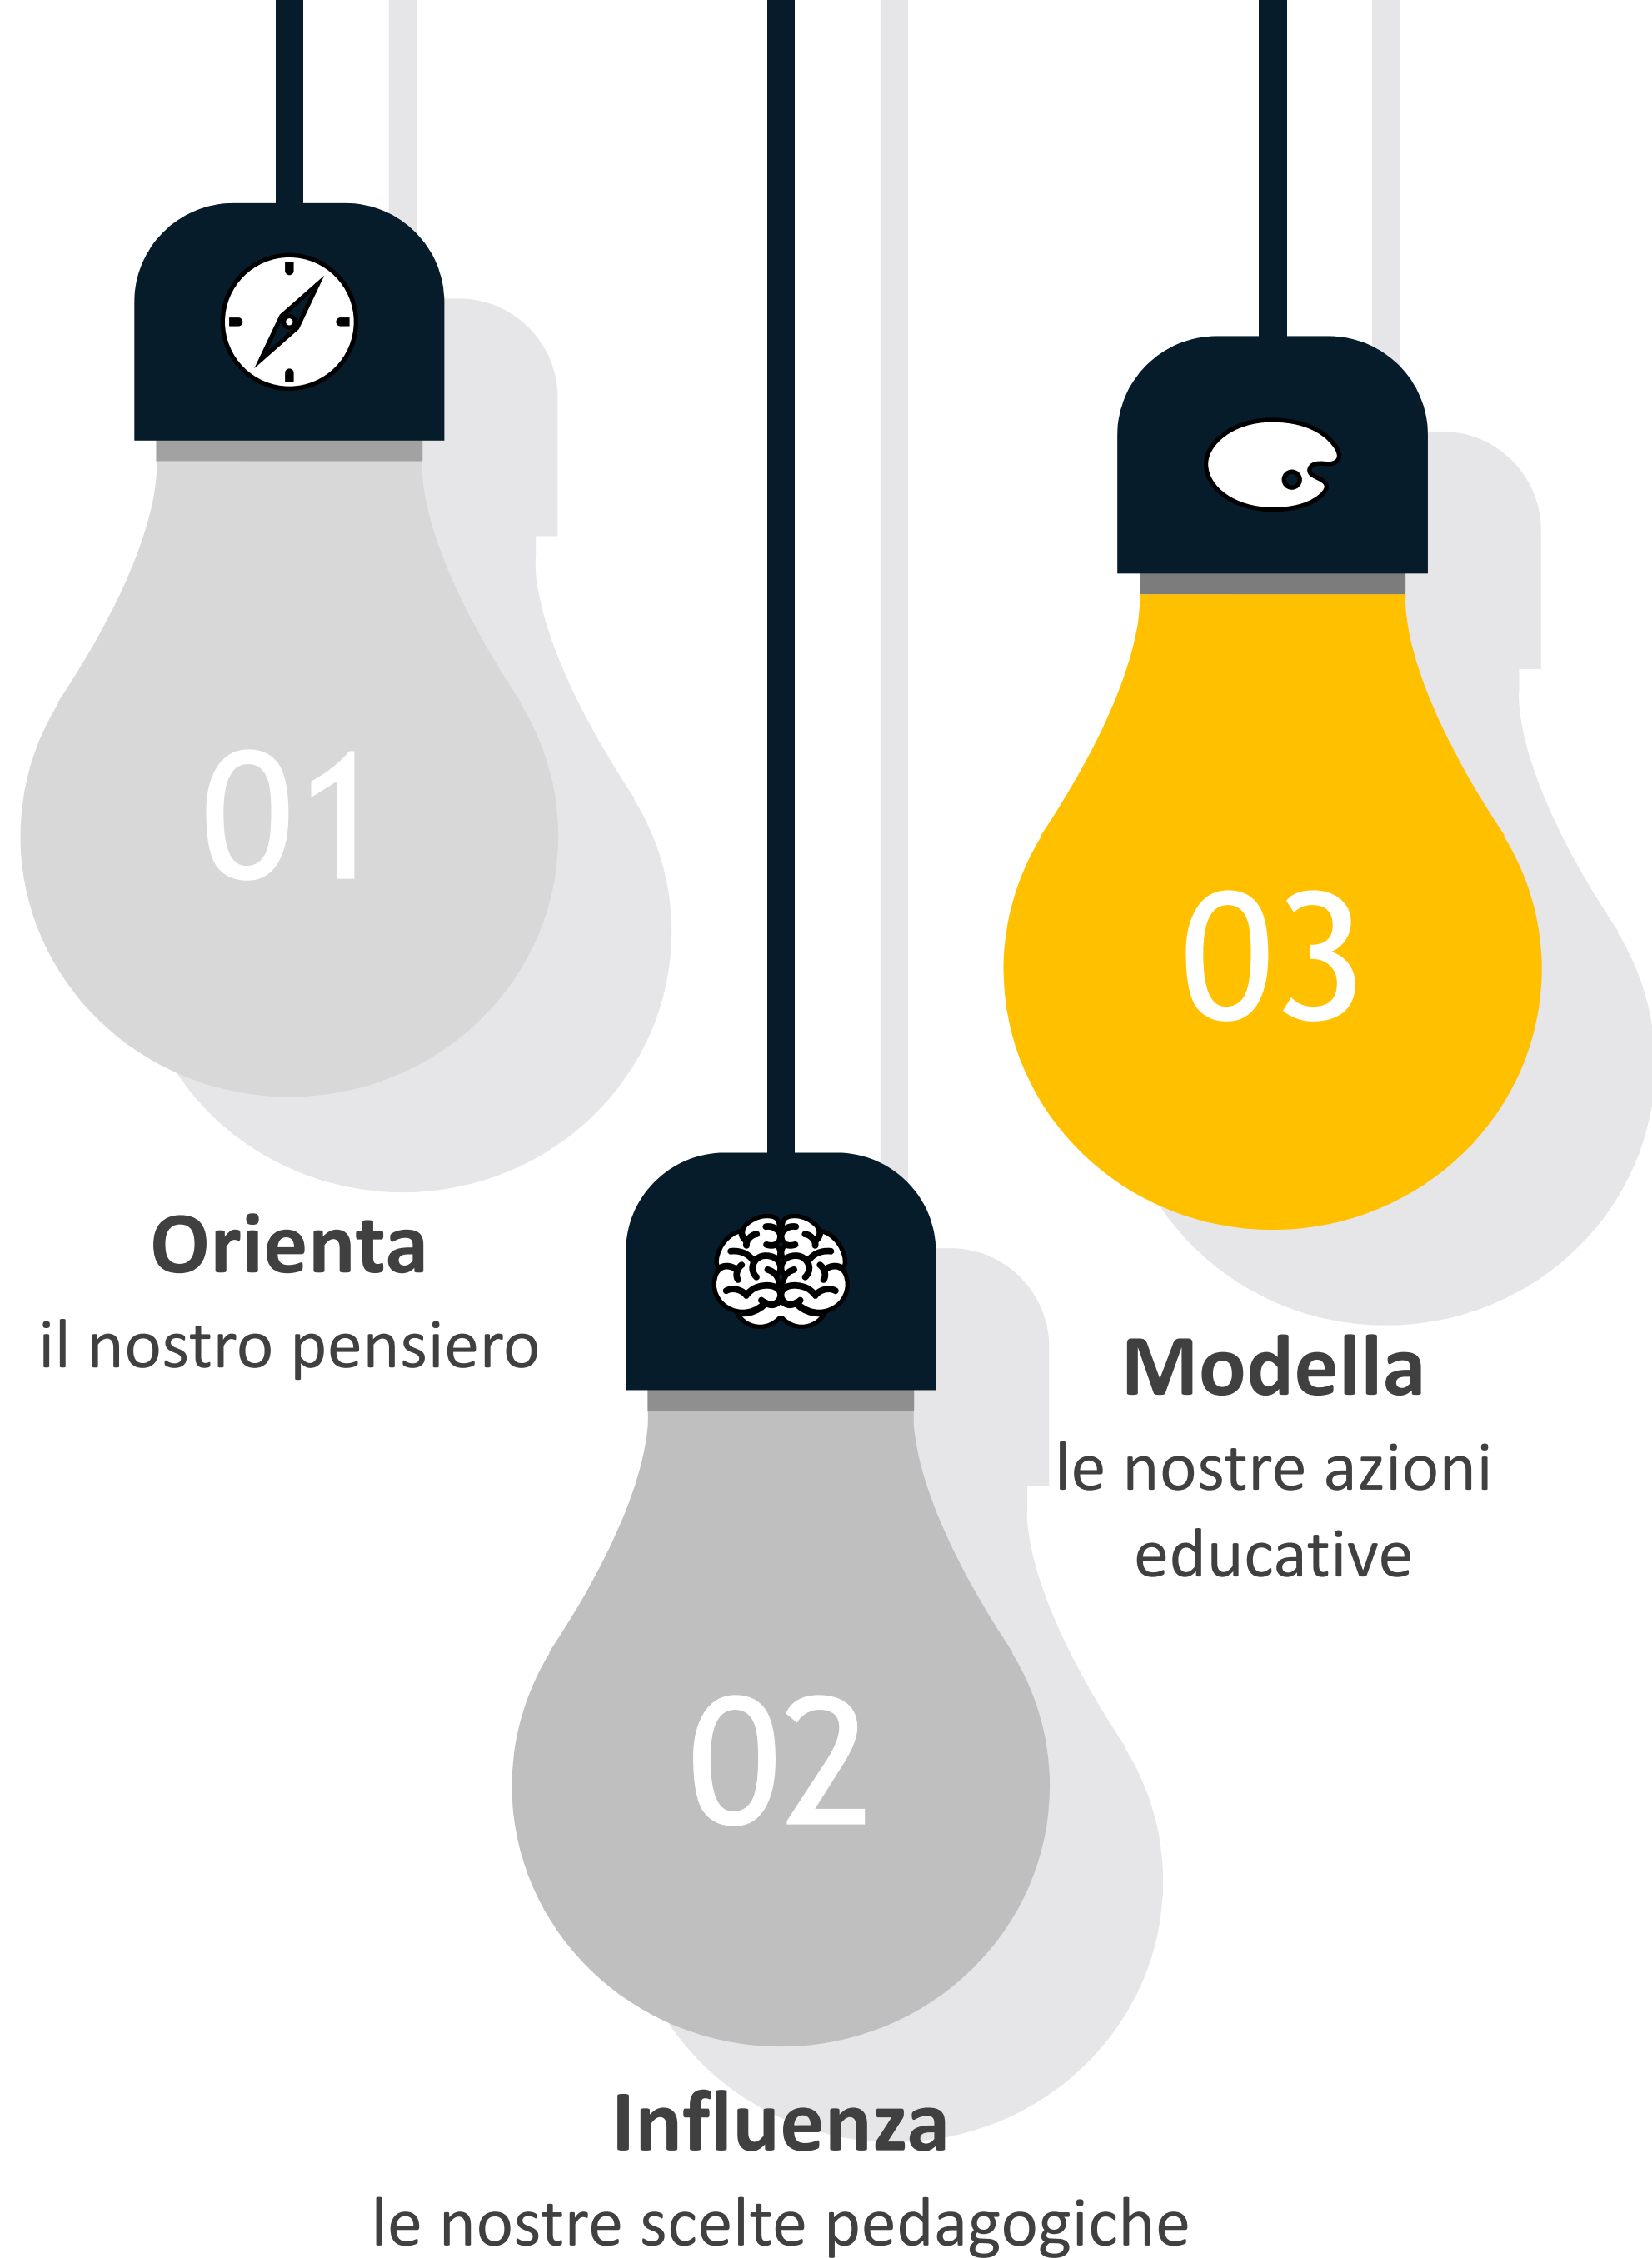 01
Orienta
il nostro pensiero
02
Influenza
le nostre scelte pedagogiche
03
Modella
le nostre azioni
educative